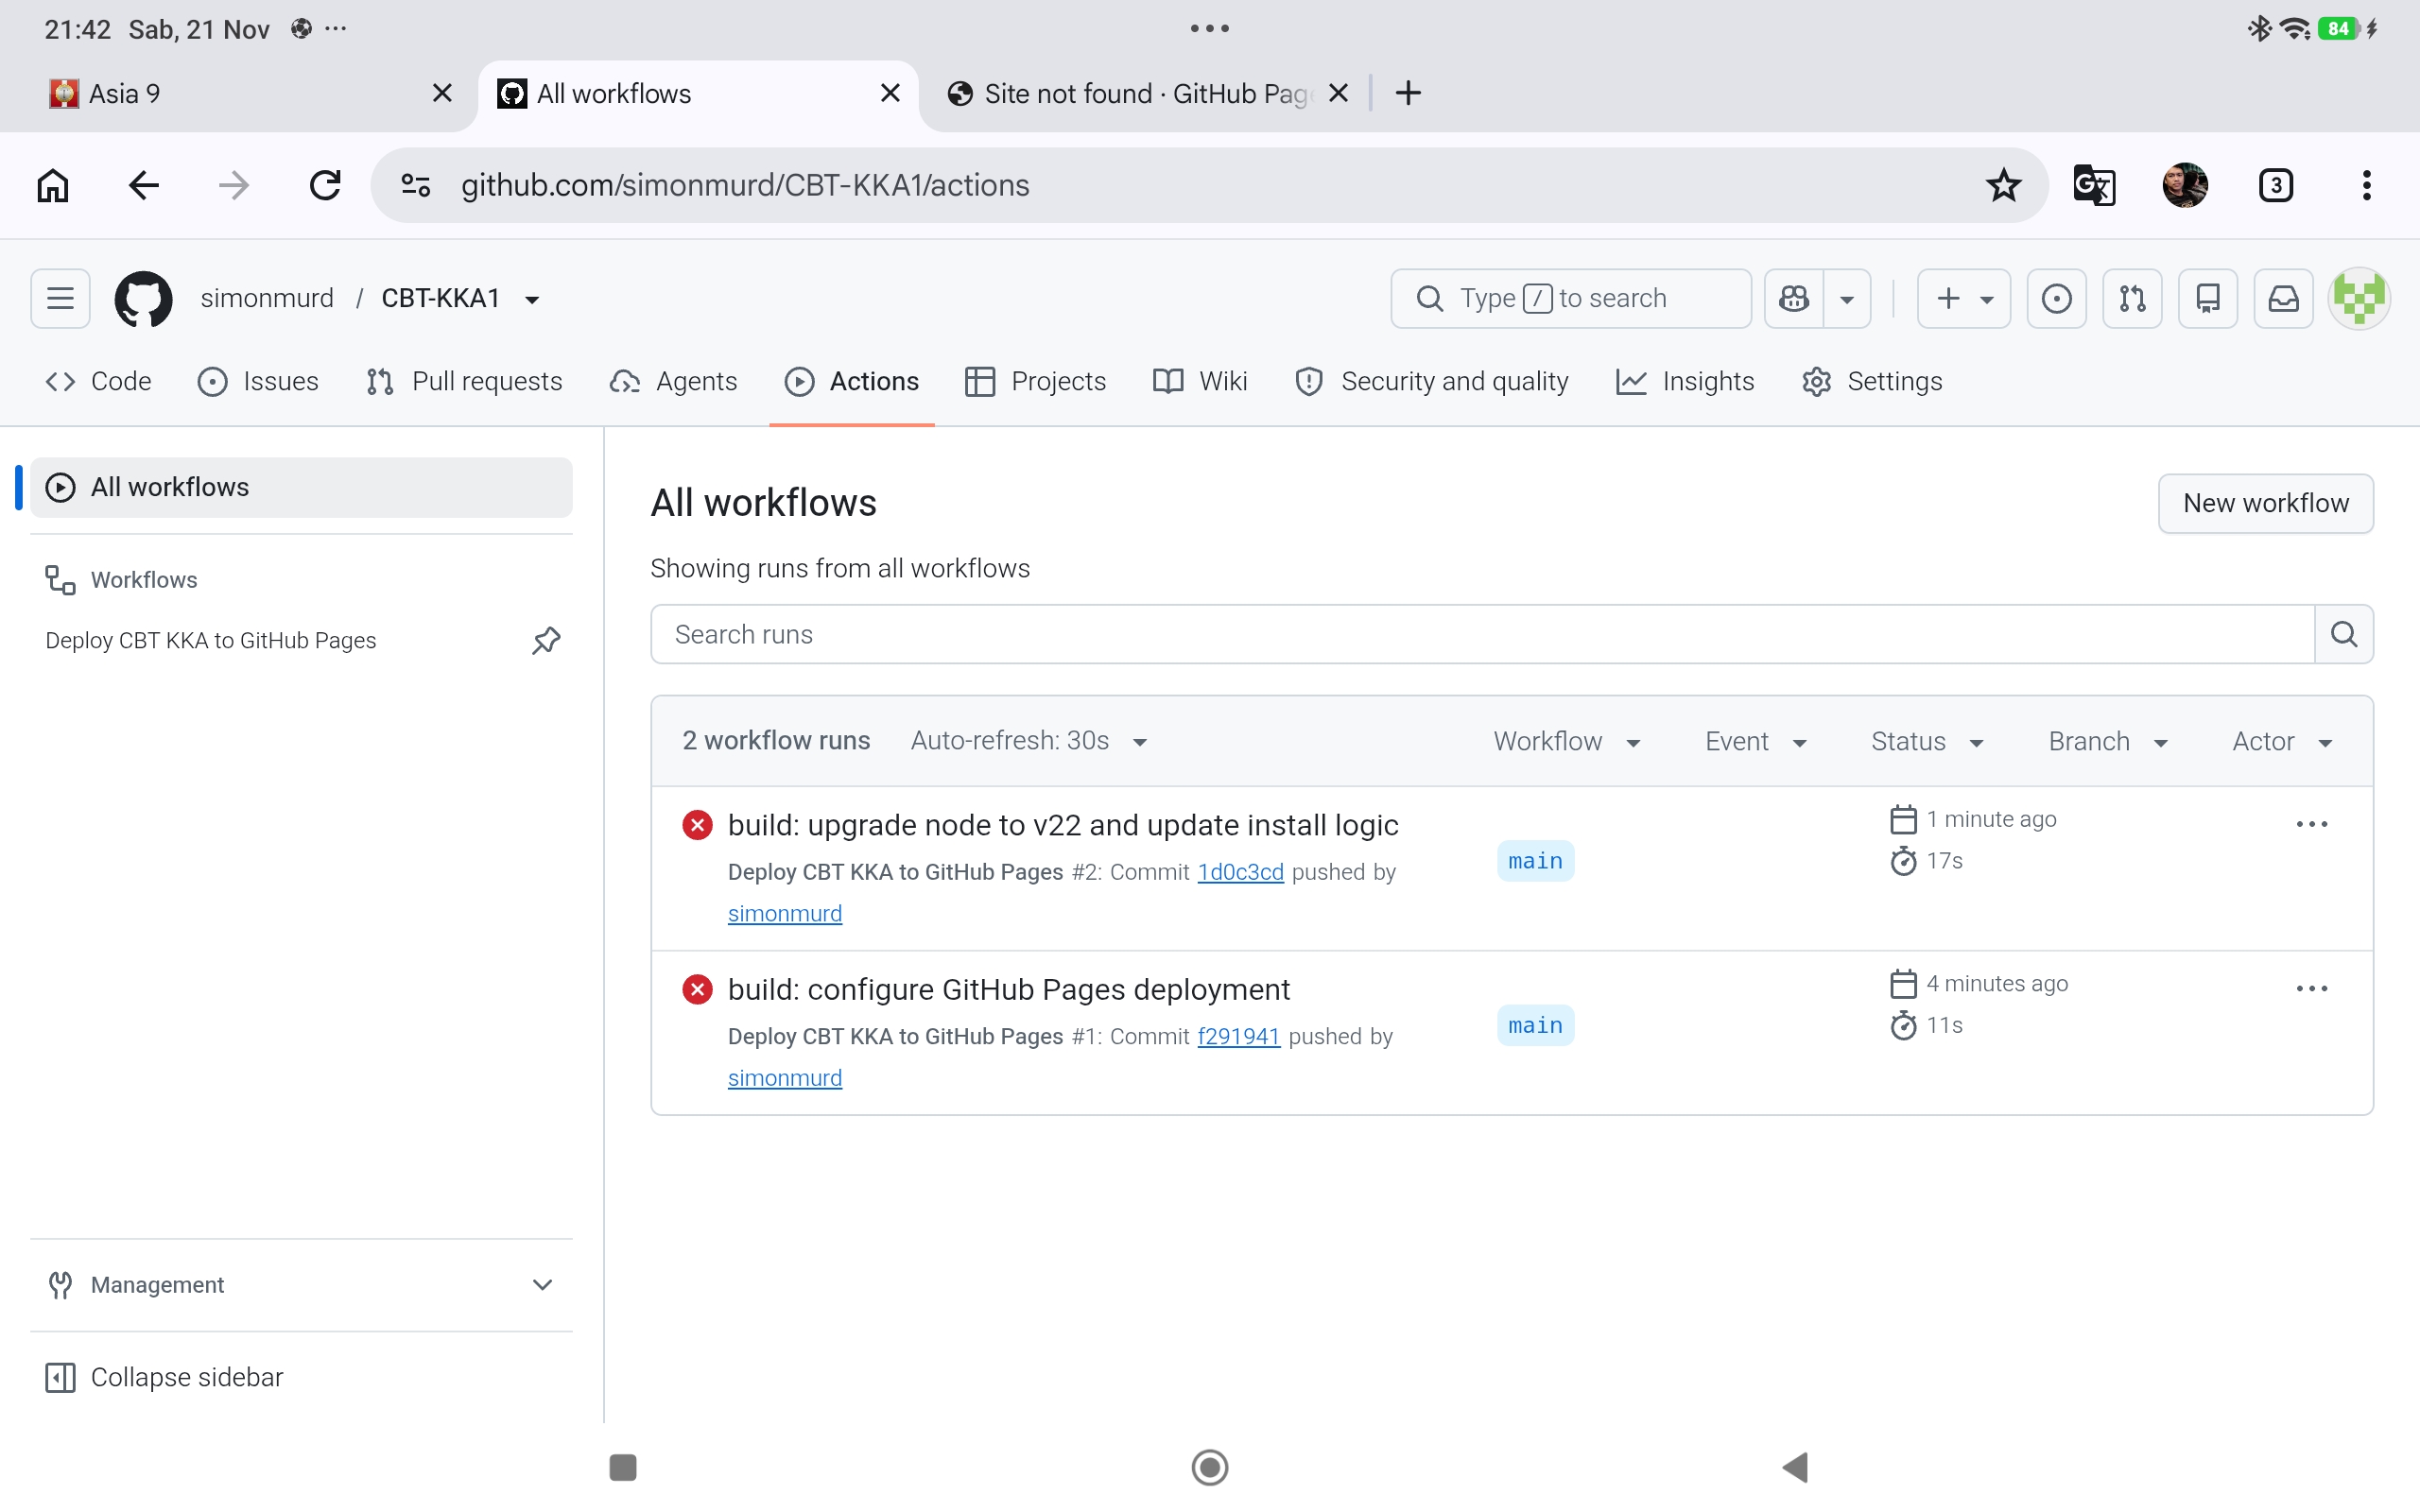 21:42 Sab, 21 Nov
84
Asia 9
All workflows
Site not found · GitHub Page
github.com/simonmurd/CBT-KKA1/actions
3
simonmurd / CBT-KKA1
Type / to search
Code
Issues
Pull requests
Agents
Actions
Projects
Wiki
Security and quality
Insights
Settings
All workflows
Workflows
Deploy CBT KKA to GitHub Pages
Management
Collapse sidebar
All workflows
New workflow
Showing runs from all workflows
Search runs
2 workflow runs
Auto-refresh: 30s
Workflow
Event
Status
Branch
Actor
build: upgrade node to v22 and update install logic
Deploy CBT KKA to GitHub Pages #2: Commit 1d0c3cd pushed by
simonmurd
main
1 minute ago
17s
build: configure GitHub Pages deployment
Deploy CBT KKA to GitHub Pages #1: Commit f291941 pushed by
simonmurd
main
4 minutes ago
11s